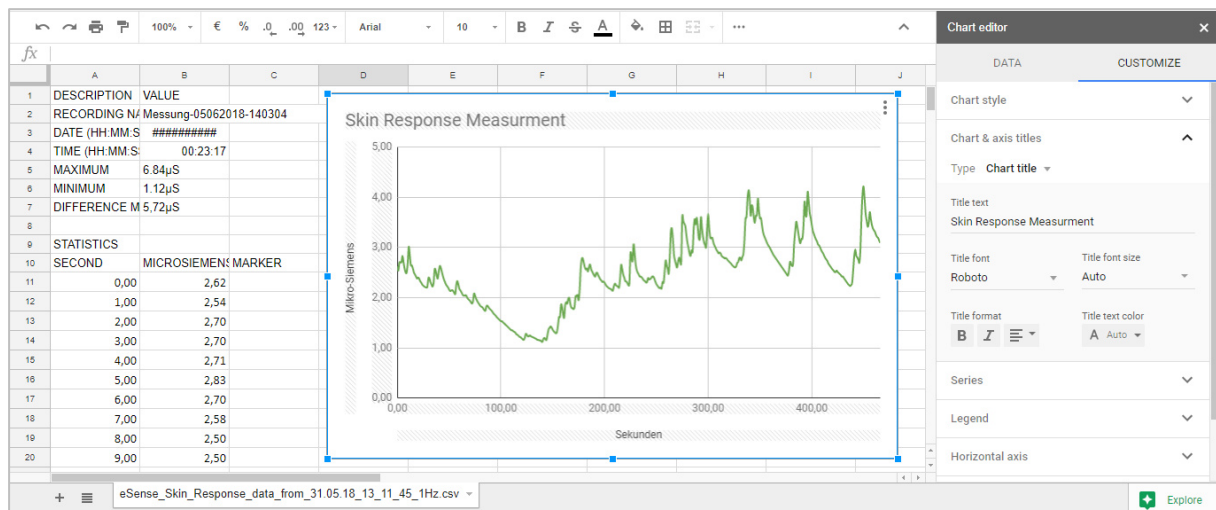 100% € % .0 .00 123 Arial 10 B I S A
Chart editor
fx
DATA CUSTOMIZE
A B C D E F G H I J
1 DESCRIPTION VALUE
2 RECORDING NA Messung-05062018-140304
3 DATE (HH:MM:S ##########
4 TIME (HH:MM:S 00:23:17
5 MAXIMUM 6.84µS
6 MINIMUM 1.12µS
7 DIFFERENCE M 5,72µS
8
9 STATISTICS
10 SECOND MICROSIEMENS MARKER
11 0,00 2,62
12 1,00 2,54
13 2,00 2,70
14 3,00 2,70
15 4,00 2,71
16 5,00 2,83
17 6,00 2,70
18 7,00 2,58
19 8,00 2,50
20 9,00 2,50
Skin Response Measurment
5,00
4,00
3,00
2,00
1,00
0,00
Mikro-Siemens
0,00 100,00 200,00 300,00 400,00
Sekunden
Chart style
Chart & axis titles
Type Chart title
Title text
Skin Response Measurment
Title font Title font size
Roboto Auto
Title format Title text color
B I A Auto
Series
Legend
Horizontal axis
eSense_Skin_Response_data_from_31.05.18_13_11_45_1Hz.csv
Explore